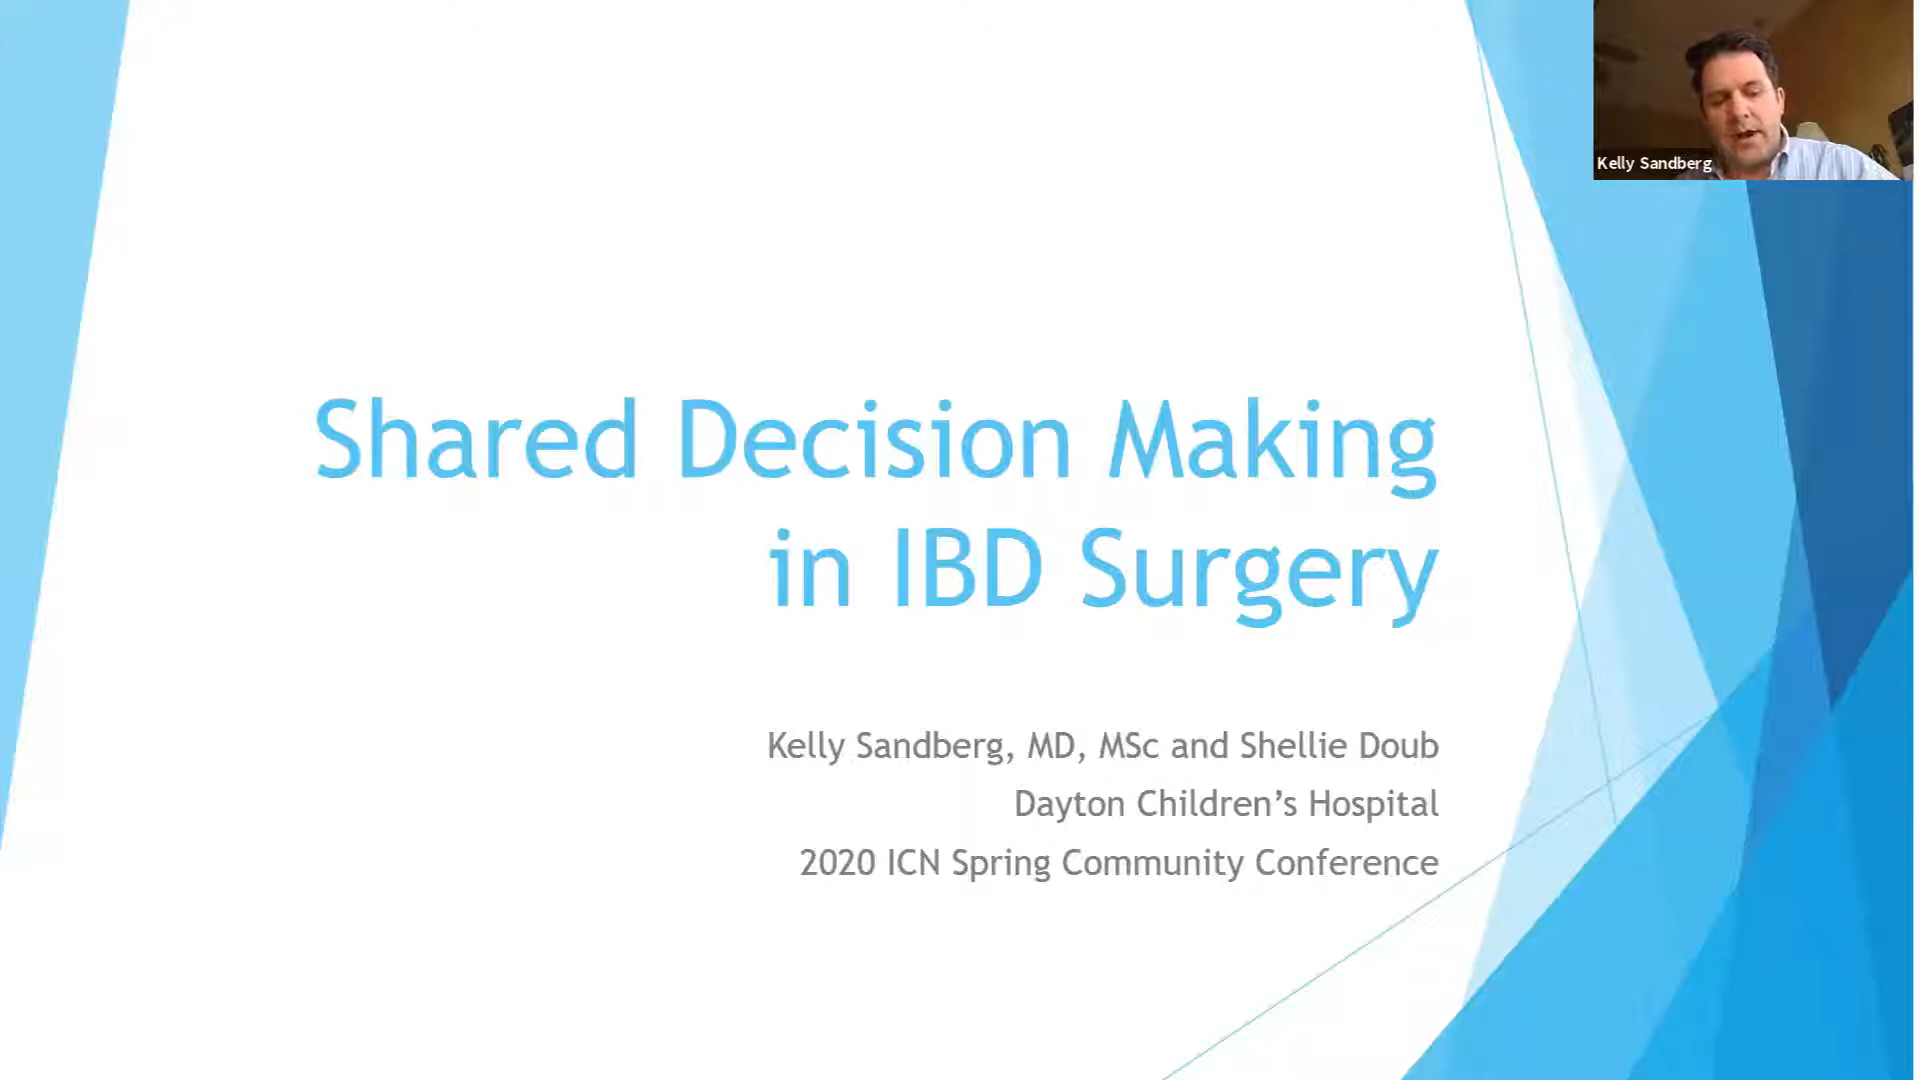 Kelly Sandberg
Shared Decision Making
in IBD Surgery
Kelly Sandberg, MD, MSc and Shellie Doub
Dayton Children’s Hospital
2020 ICN Spring Community Conference